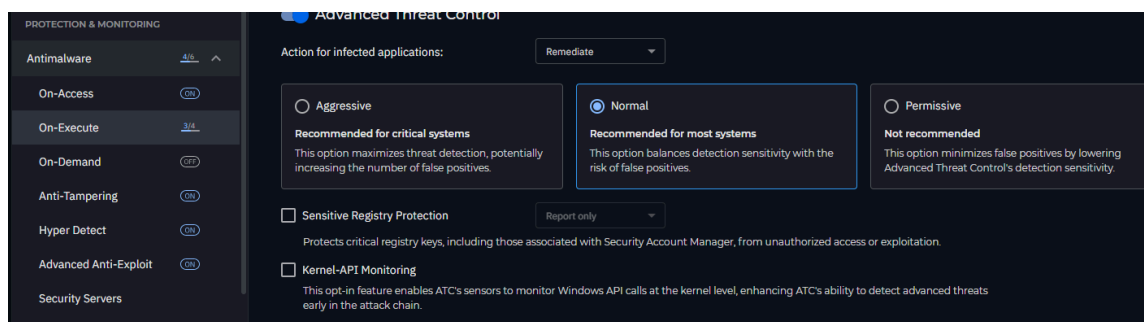 PROTECTION & MONITORING
Antimalware 4/6
On-Access ON
On-Execute 3/4
On-Demand OFF
Anti-Tampering ON
Hyper Detect ON
Advanced Anti-Exploit ON
Security Servers
Advanced Threat Control
Action for infected applications: Remediate
Aggressive
Recommended for critical systems
This option maximizes threat detection, potentially
increasing the number of false positives.
Normal
Recommended for most systems
This option balances detection sensitivity with the
risk of false positives.
Permissive
Not recommended
This option minimizes false positives by lowering
Advanced Threat Control's detection sensitivity.
Sensitive Registry Protection Report only
Protects critical registry keys, including those associated with Security Account Manager, from unauthorized access or exploitation.
Kernel-API Monitoring
This opt-in feature enables ATC's sensors to monitor Windows API calls at the kernel level, enhancing ATC's ability to detect advanced threats
early in the attack chain.